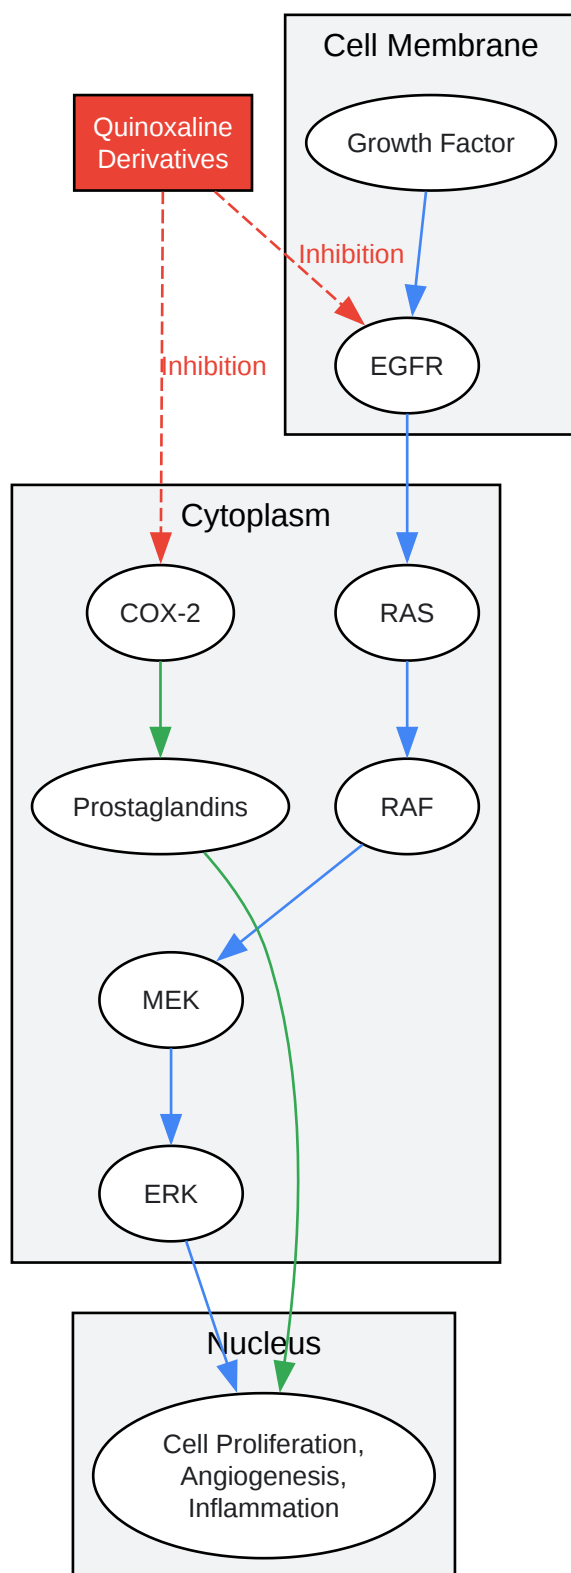 Cell Membrane
Quinoxaline
Derivatives
Growth Factor
Inhibition
EGFR
Inhibition
Cytoplasm
COX-2
RAS
Prostaglandins
RAF
MEK
ERK
Nucleus
Cell Proliferation,
Angiogenesis,
Inflammation